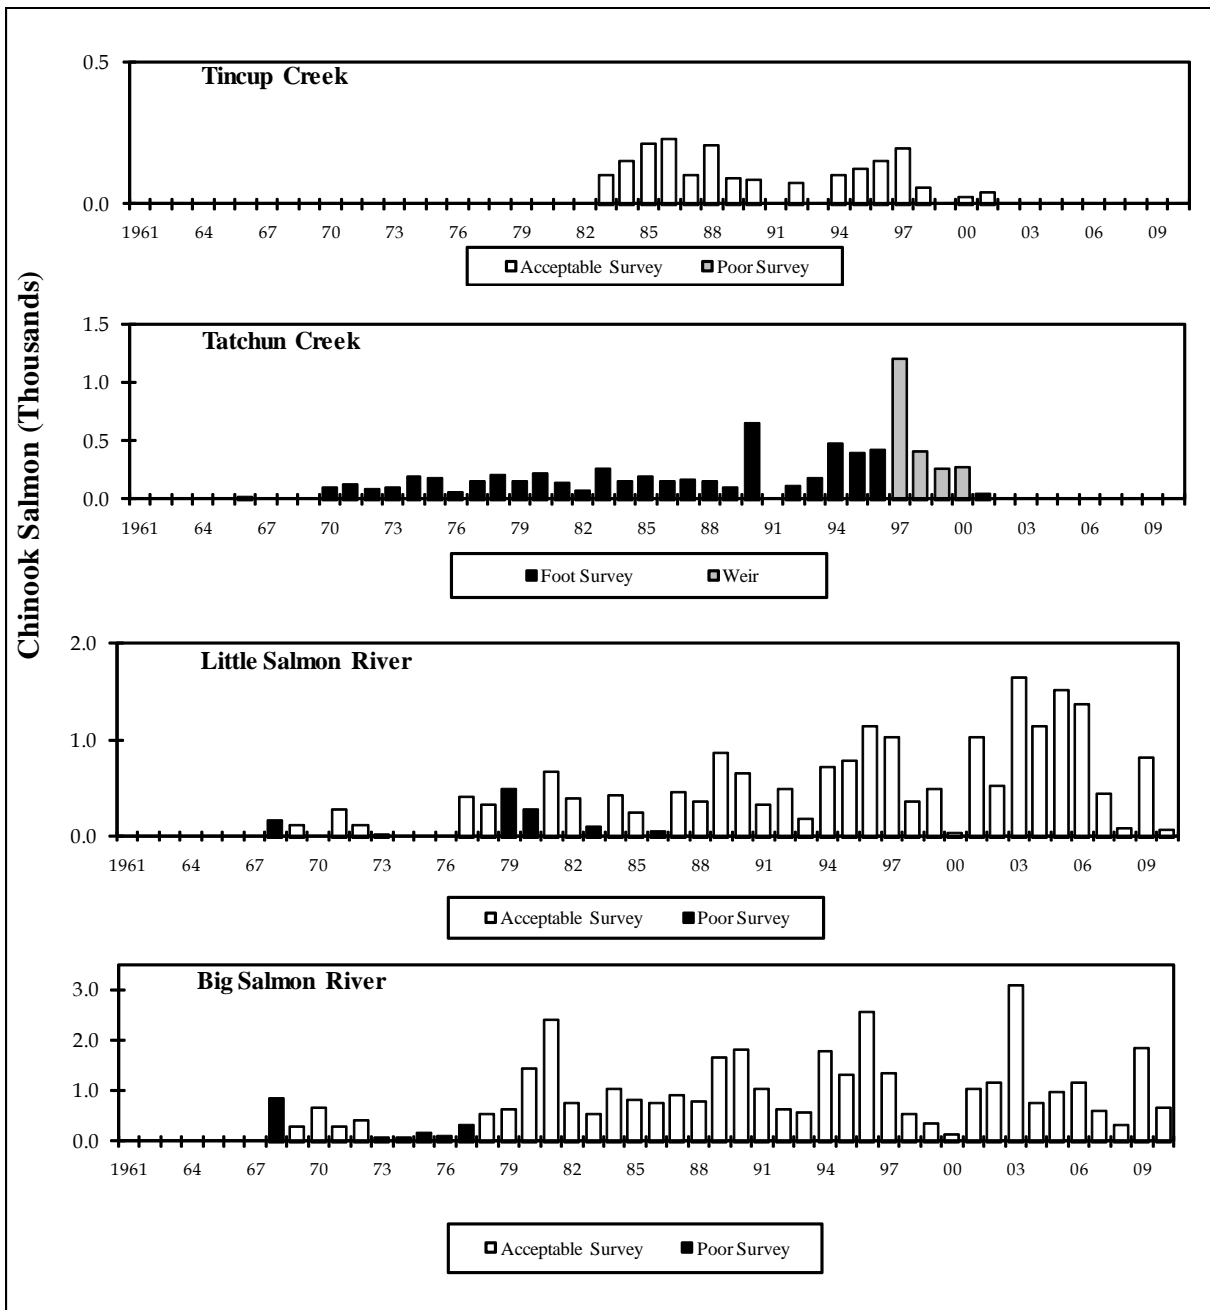 Chinook Salmon (Thousands)
Tincup Creek
0.5
0.0
1961 64 67 70 73 76 79 82 85 88 91 94 97 00 03 06 09
Acceptable Survey Poor Survey
Tatchun Creek
1.5
1.0
0.5
0.0
1961 64 67 70 73 76 79 82 85 88 91 94 97 00 03 06 09
Foot Survey Weir
Little Salmon River
2.0
1.0
0.0
1961 64 67 70 73 76 79 82 85 88 91 94 97 00 03 06 09
Acceptable Survey Poor Survey
Big Salmon River
3.0
2.0
1.0
0.0
1961 64 67 70 73 76 79 82 85 88 91 94 97 00 03 06 09
Acceptable Survey Poor Survey